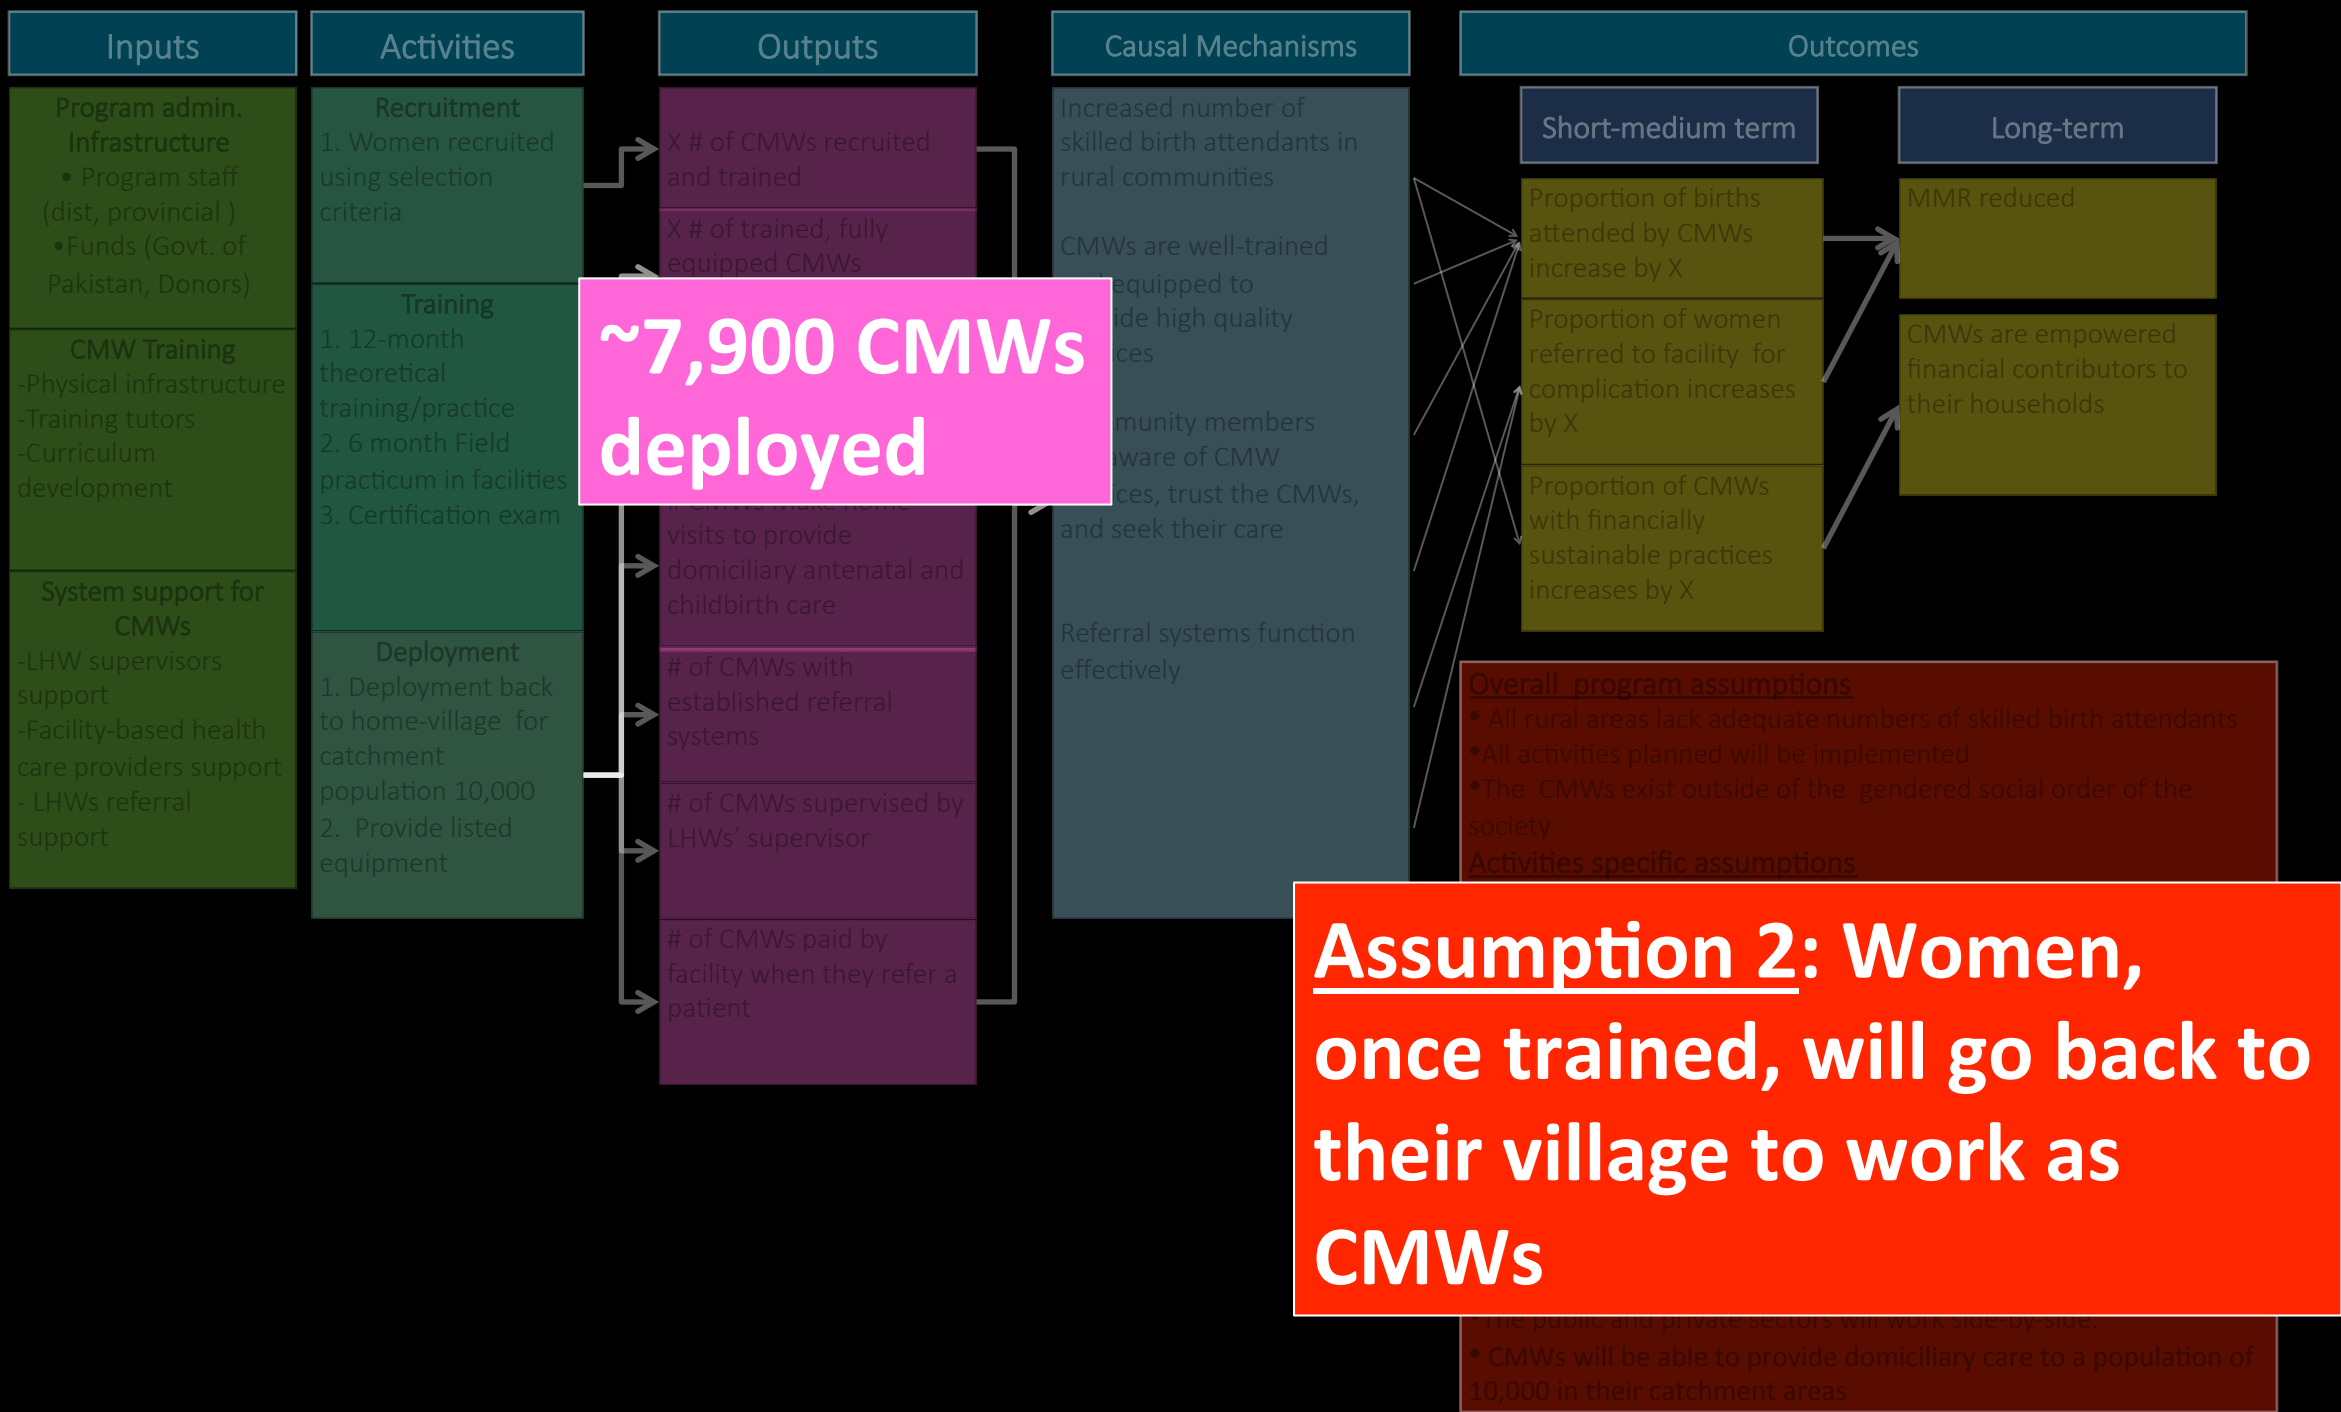 Inputs
Program admin.
Infrastructure
• Program staff
(dist, provincial )
•Funds (Govt. of
Pakistan, Donors)
CMW Training
-Physical infrastructure
-Training tutors
-Curriculum
development
System support for
CMWs
-LHW supervisors
support
-Facility-based health
care providers support
- LHWs referral
support
Activities
Recruitment
1. Women recruited
using selection
criteria
Training
1. 12-month
theoretical
training/practice
2. 6 month Field
practicum in facilities
3. Certification exam
Deployment
1. Deployment back
to home-village for
catchment
population 10,000
2. Provide listed
equipment
Outputs
X # of CMWs recruited
and trained
X # of trained, fully
equipped CMWs
~7,900 CMWs
deployed
visits to provide
domiciliary antenatal and
childbirth care
# of CMWs with
established referral
systems
# of CMWs supervised by
LHWs’ supervisor
# of CMWs paid by
facility when they refer a
patient
Causal Mechanisms
Increased number of
skilled birth attendants in
rural communities
CMWs are well-trained
equipped to
high quality
members
aware of CMW
trust the CMWs,
and seek their care
Referral systems function
effectively
Outcomes
Short-medium term
Proportion of births
attended by CMWs
increase by X
Proportion of women
referred to facility for
complication increases
by X
Proportion of CMWs
with financially
sustainable practices
increases by X
Long-term
MMR reduced
CMWs are empowered
financial contributors to
their households
Overall program assumptions
• All rural areas lack adequate numbers of skilled birth attendants
•All activities planned will be implemented
•The CMWs exist outside of the gendered social order of the
society
Activities specific assumptions
Assumption 2: Women,
once trained, will go back to
their village to work as
CMWs
•The public and private sectors will work side-by-side.
• CMWs will be able to provide domiciliary care to a population of
10,000 in their catchment areas